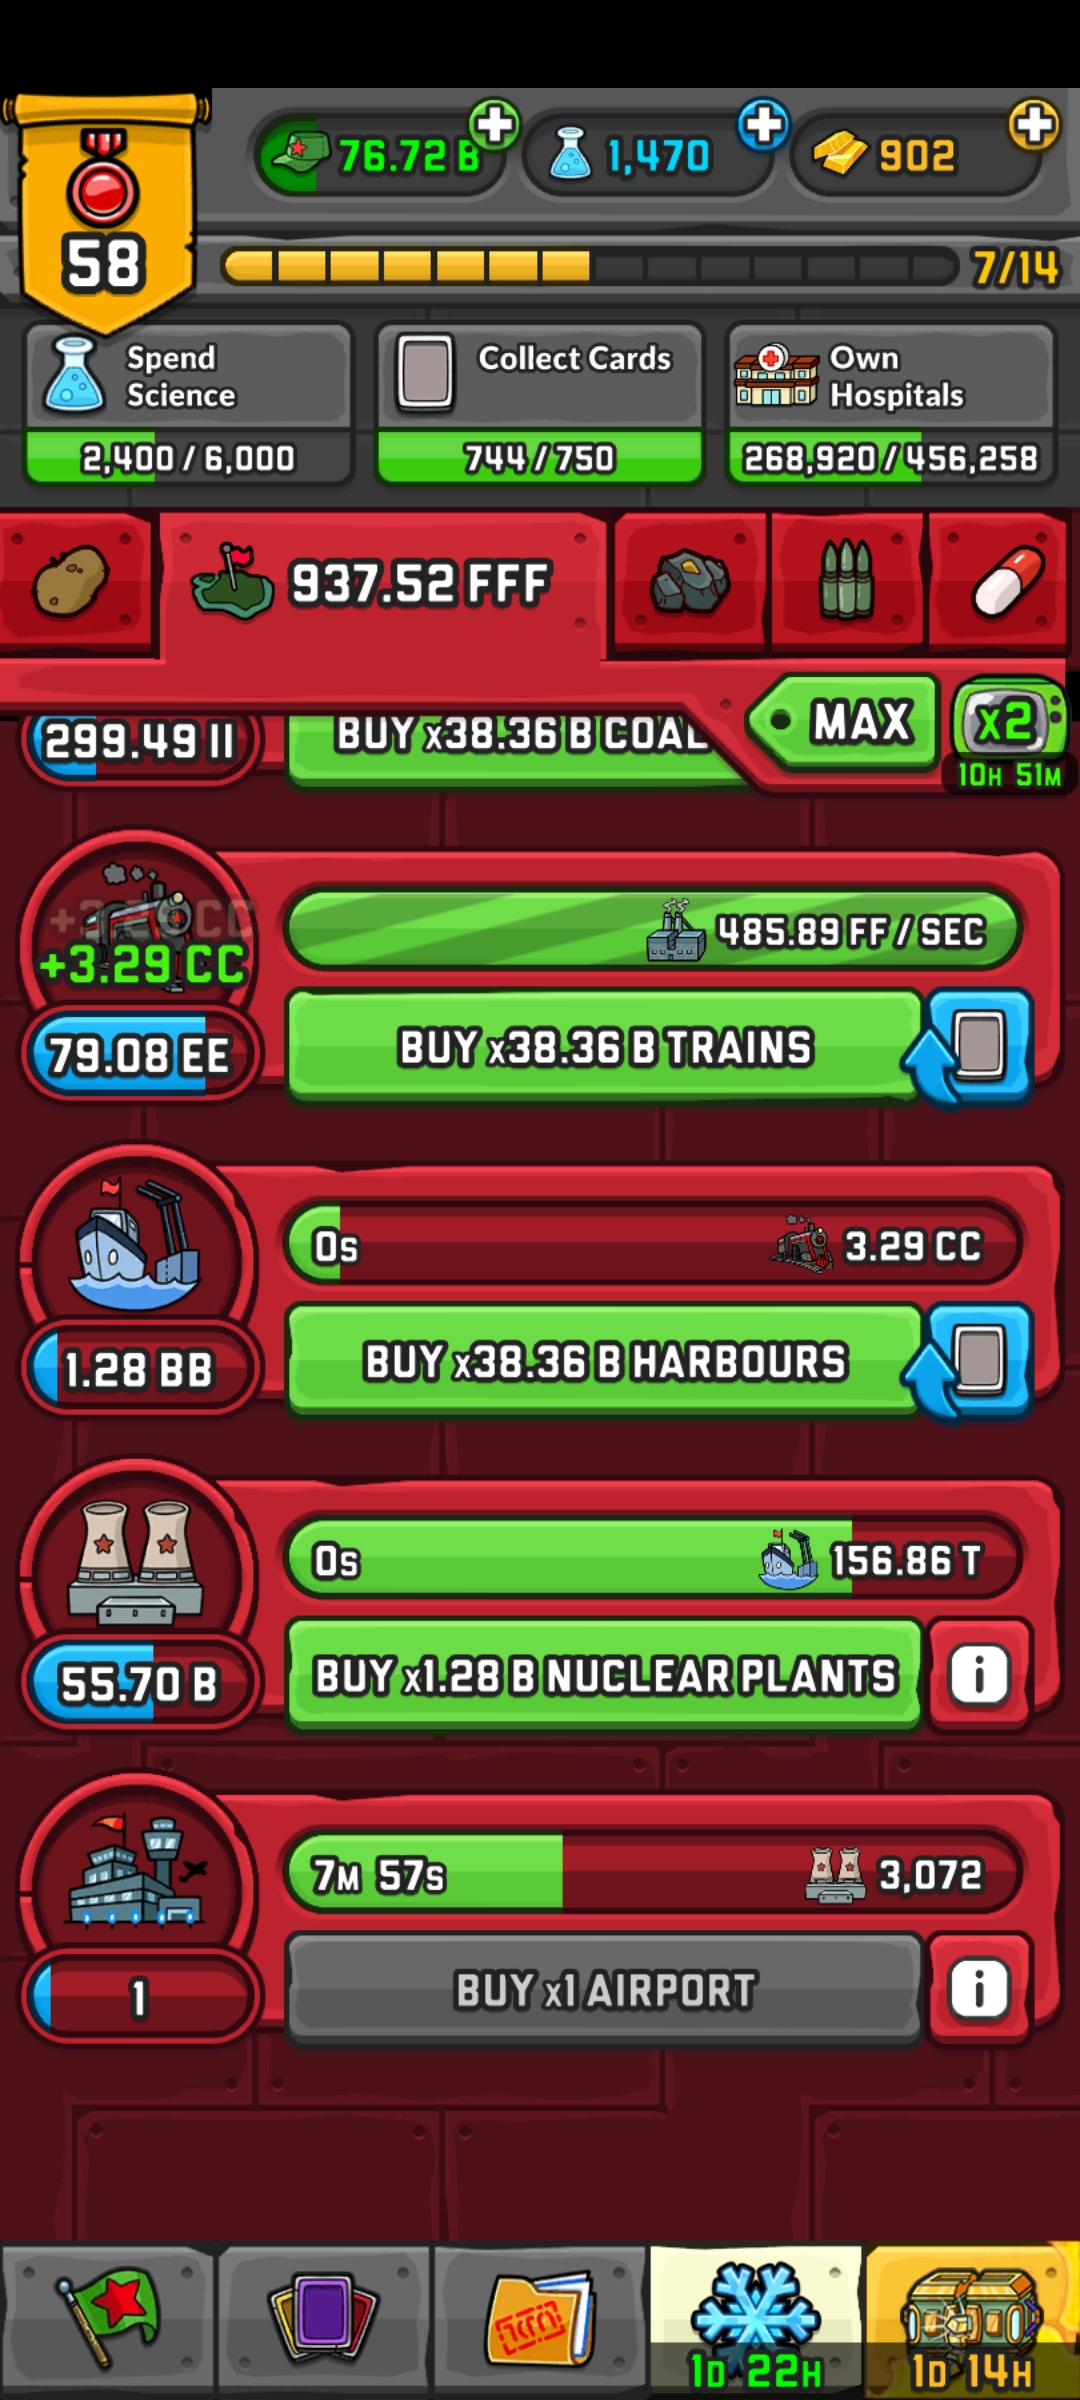 76.72 B
1,470
902
58
7/14
Spend
Science
2,400 / 6,000
Collect Cards
744 / 750
Own
Hospitals
268,920 / 456,258
937.52 FFF
MAX
x2
10H 51M
299.49 II
BUY x38.36 B COAL
+3.29 CC
+3.29 CC
79.08 EE
485.89 FF / SEC
BUY x38.36 B TRAINS
0s
3.29 CC
1.28 BB
BUY x38.36 B HARBOURS
0s
156.86 T
55.70 B
BUY x1.28 B NUCLEAR PLANTS
i
7M 57s
3,072
1
BUY x1 AIRPORT
i
1D 22H
1D 14H